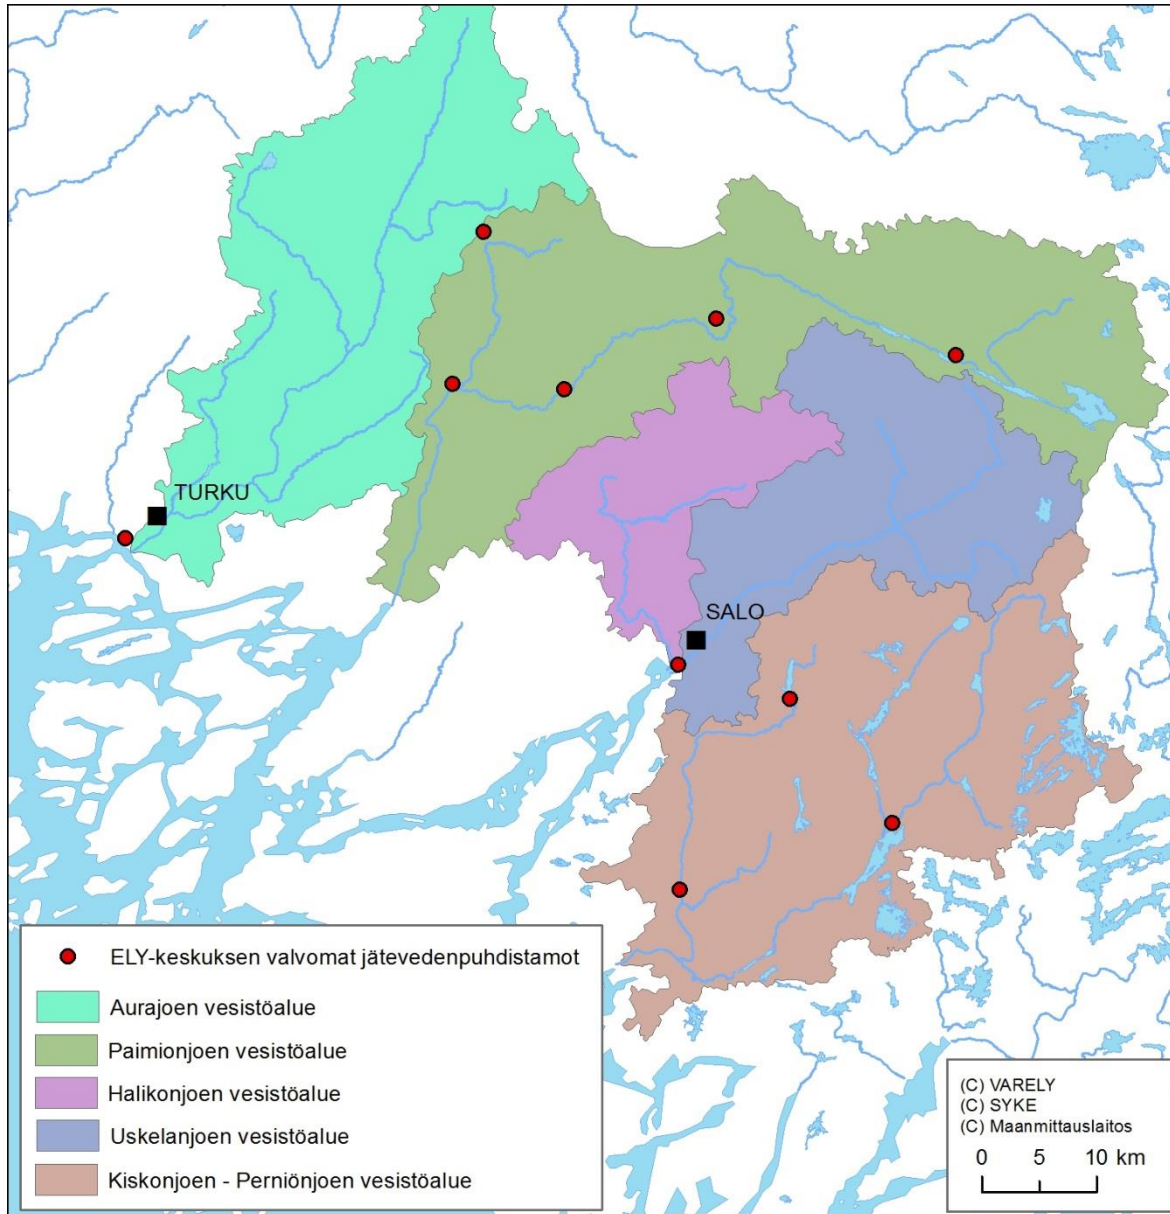 TURKU
SALO
ELY-keskuksen valvomat jätevedenpuhdistamot
Aurajoen vesistöalue
Paimionjoen vesistöalue
Halikonjoen vesistöalue
Uskelanjoen vesistöalue
Kiskonjoen - Perniönjoen vesistöalue
(C) VARELY
(C) SYKE
(C) Maanmittauslaitos
0 5 10 km